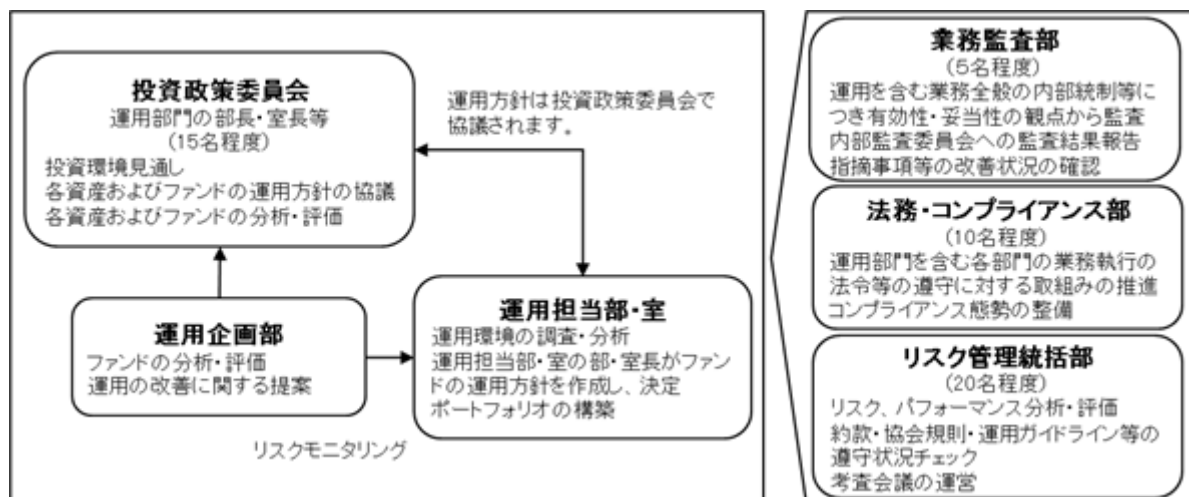 投資政策委員会
運用部門の部長・室長等
(15名程度)
投資環境見通し
各資産およびファンドの運用方針の協議
各資産およびファンドの分析・評価
運用方針は投資政策委員会で
協議されます。
運用企画部
ファンドの分析・評価
運用の改善に関する提案
運用担当部・室
運用環境の調査・分析
運用担当部・室の部・室長がファン
ドの運用方針を作成し、決定
ポートフォリオの構築
リスクモニタリング
業務監査部
(5名程度)
運用を含む業務全般の内部統制等に
つき有効性・妥当性の観点から監査
内部監査委員会への監査結果報告
指摘事項等の改善状況の確認
法務・コンプライアンス部
(10名程度)
運用部門を含む各部門の業務執行の
法令等の遵守に対する取組みの推進
コンプライアンス態勢の整備
リスク管理統括部
(20名程度)
リスク、パフォーマンス分析・評価
約款・協会規則・運用ガイドライン等の
遵守状況チェック
考査会議の運営